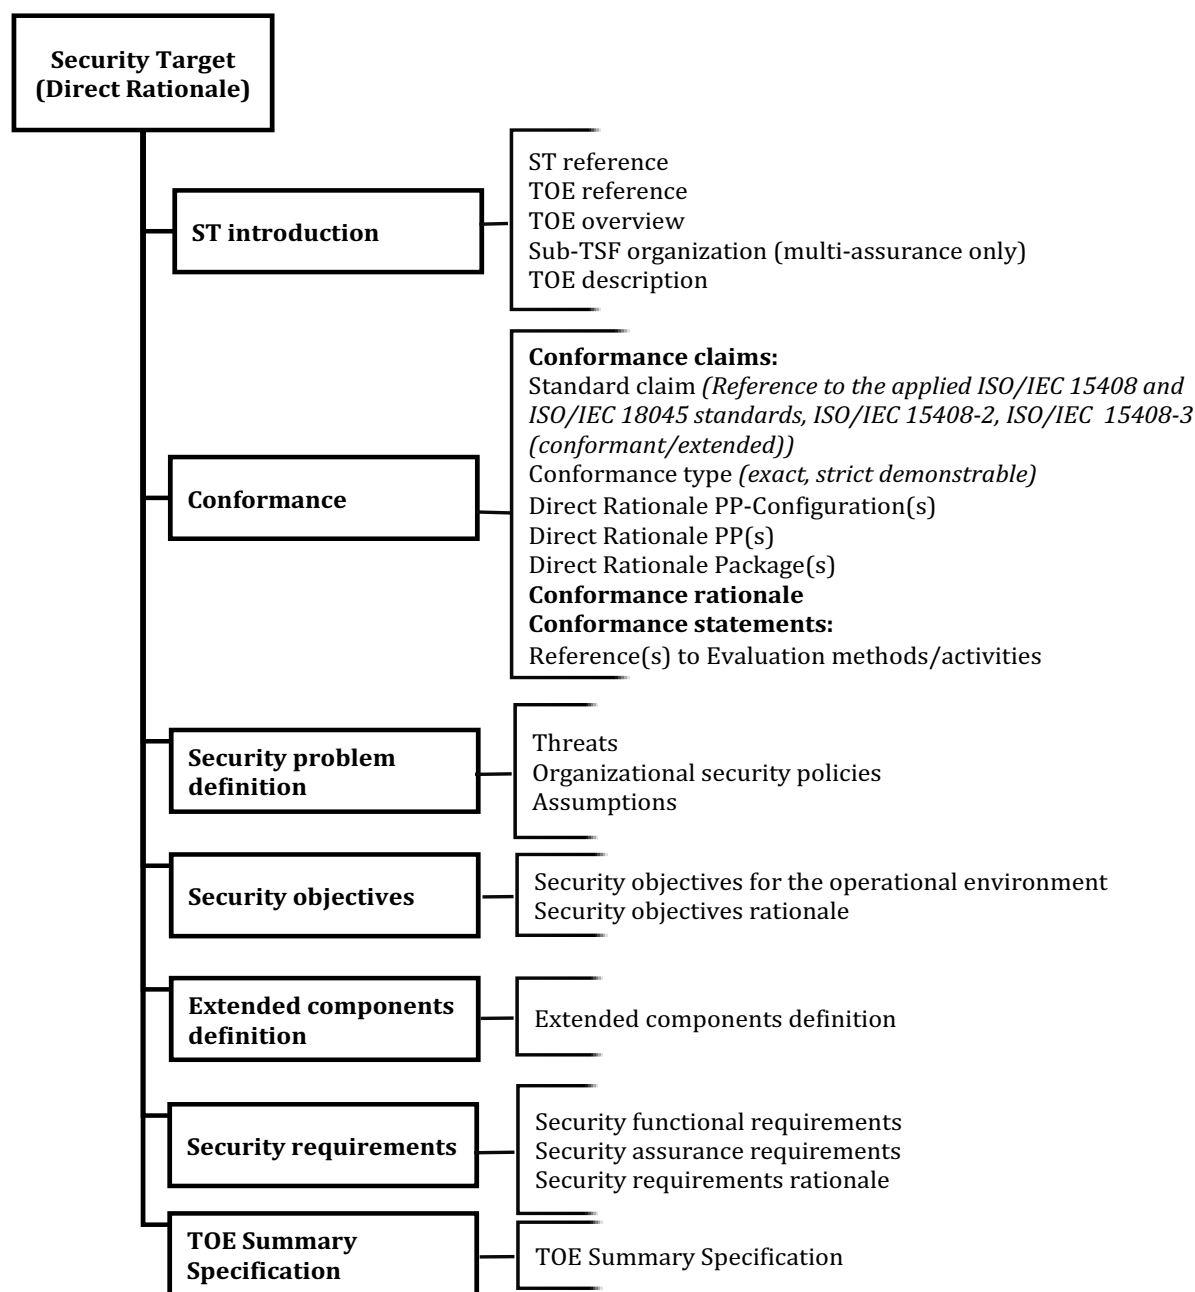 Security Target
(Direct Rationale)
ST introduction
ST reference
TOE reference
TOE overview
Sub-TSF organization (multi-assurance only)
TOE description
Conformance
Conformance claims:
Standard claim (Reference to the applied ISO/IEC 15408 and
ISO/IEC 18045 standards, ISO/IEC 15408-2, ISO/IEC 15408-3
(conformant/extended))
Conformance type (exact, strict demonstrable)
Direct Rationale PP-Configuration(s)
Direct Rationale PP(s)
Direct Rationale Package(s)
Conformance rationale
Conformance statements:
Reference(s) to Evaluation methods/activities
Security problem
definition
Threats
Organizational security policies
Assumptions
Security objectives
Security objectives for the operational environment
Security objectives rationale
Extended components
definition
Extended components definition
Security requirements
Security functional requirements
Security assurance requirements
Security requirements rationale
TOE Summary
Specification
TOE Summary Specification